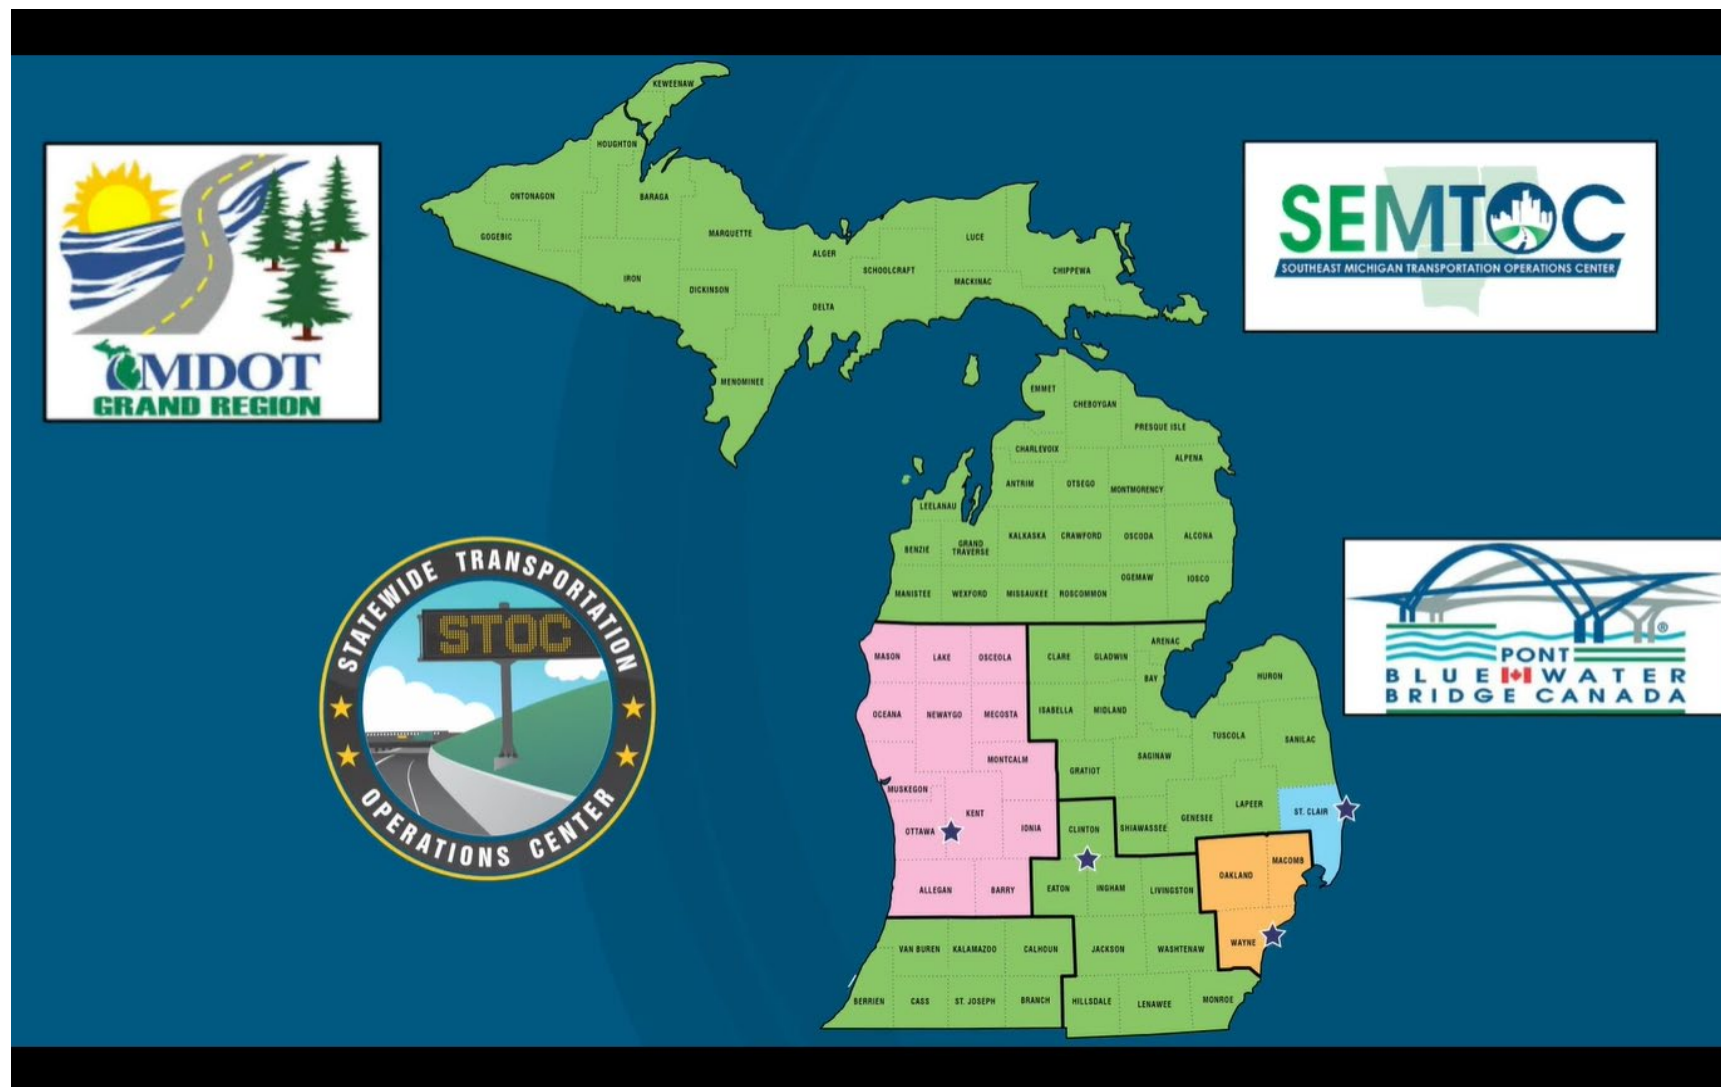 KEWEENAW
HOUGHTON
ONTONAGON
BARAGA
GOGEBIC
MARQUETTE
LUCE
ALGER
SCHOOLCRAFT
CHIPPEWA
IRON
DICKINSON
MACKINAC
DELTA
MENOMINEE
MDOT
GRAND REGION
SEMTOC
SOUTHEAST MICHIGAN TRANSPORTATION OPERATIONS CENTER
EMMET
CHEBOYGAN
PRESQUE ISLE
CHARLEVOIX
ALPENA
ANTRIM
OTSEGO
MONTMORENCY
LEELANAU
BENZIE
GRAND
TRAVERSE
KALKASKA
CRAWFORD
OSCODA
ALCONA
OGEMAW
IOSCO
MANISTEE
WEXFORD
MISSAUKEE
ROSCOMMON
STATEWIDE TRANSPORTATION
STOC
OPERATIONS CENTER
®
PONT
BLUE WATER
BRIDGE CANADA
MASON
LAKE
OSCEOLA
CLARE
GLADWIN
ARENAC
BAY
HURON
OCEANA
NEWAYGO
MECOSTA
ISABELLA
MIDLAND
TUSCOLA
SANILAC
MONTCALM
GRATIOT
SAGINAW
MUSKEGON
KENT
OTTAWA
IONIA
CLINTON
SHIAWASSEE
GENESEE
LAPEER
ST. CLAIR
ALLEGAN
BARRY
EATON
INGHAM
LIVINGSTON
OAKLAND
MACOMB
VAN BUREN
KALAMAZOO
CALHOUN
JACKSON
WASHTENAW
WAYNE
BERRIEN
CASS
ST. JOSEPH
BRANCH
HILLSDALE
LENAWEE
MONROE